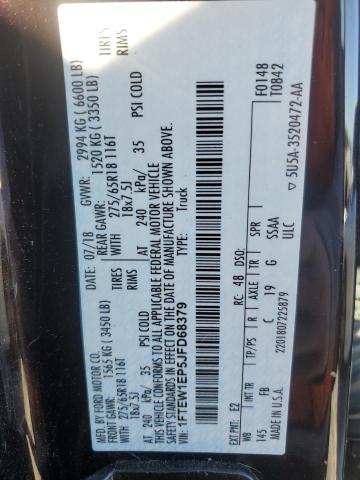 MFD. BY FORD MOTOR CO.
DATE: 07/18 GVWR: 2994 KG ( 6600 LB)
FRONT GAWR: 1565 KG ( 3450 LB) REAR GAWR: 1520 KG ( 3350 LB)
275/65R18 116T TIRES WITH 275/65R18 116T TIRES
18x7.5J RIMS WITH 18x7.5J RIMS
AT 240 kPa/ 35 PSI COLD AT 240 kPa/ 35 PSI COLD
THIS VEHICLE CONFORMS TO ALL APPLICABLE FEDERAL MOTOR VEHICLE
SAFETY AND THEFT PREVENTION STANDARDS IN EFFECT ON THE DATE OF MANUFACTURE SHOWN ABOVE.
VIN: 1FTEW1EP5JFD68379
TYPE: Truck
F0148
T0842
EXT PNT: E2 RC: 48 DSO:
WB INT TR TP/PS R AXLE TR SPR
145 FB C 19 G SSAA
ULC
2201807225879
▽ 5U5A-3520472-AA
MADE IN U.S.A.